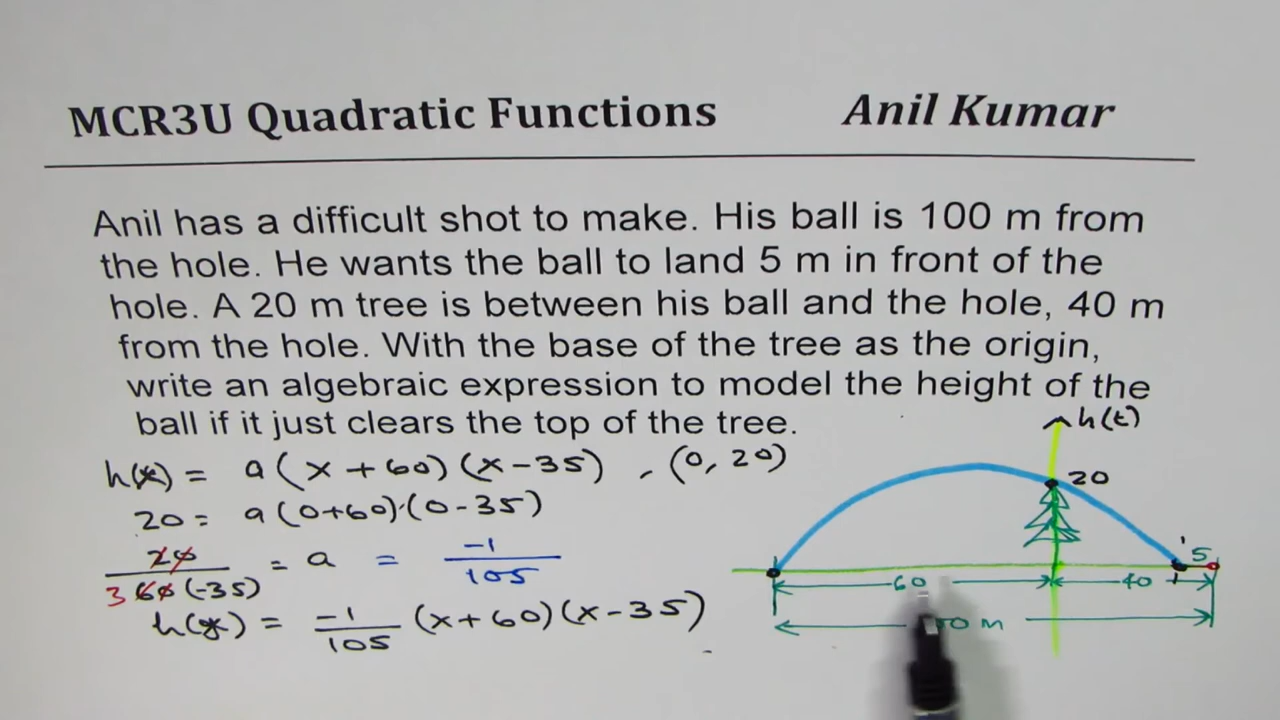 MCR3U Quadratic Functions Anil Kumar
Anil has a difficult shot to make. His ball is 100 m from
the hole. He wants the ball to land 5 m in front of the
hole. A 20 m tree is between his ball and the hole, 40 m
from the hole. With the base of the tree as the origin,
write an algebraic expression to model the height of the
ball if it just clears the top of the tree.
h(t)
h(x) = a(x+60)(x-35), (0, 20)
20
20 = a(0+60)·(0-35)
20/3 60(-35) = a = -1/105
5
60 40
h(x) = -1/105 (x+60)(x-35)
0 m